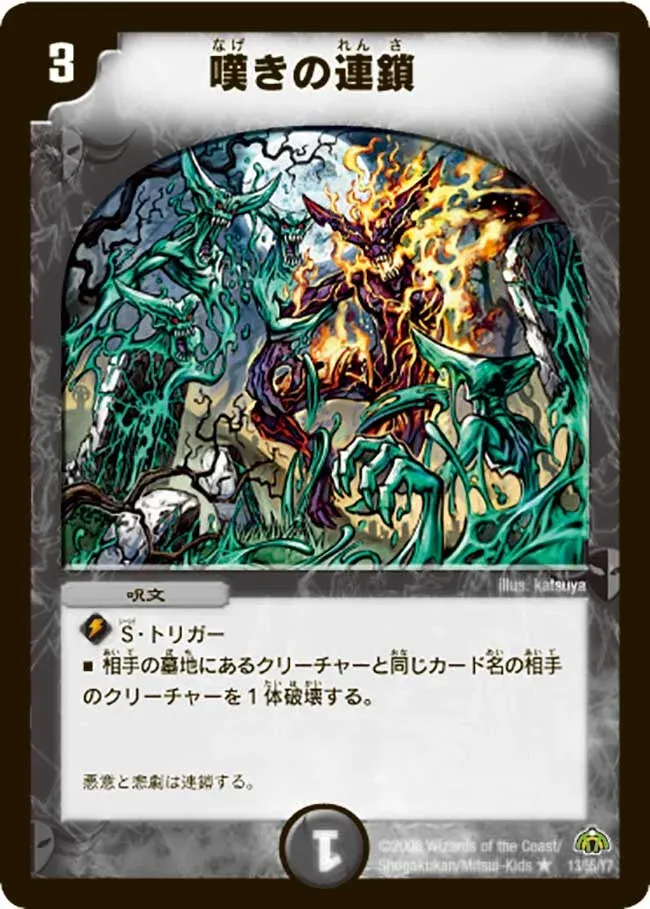 3
嘆きの連鎖
illus. katsuya
呪文
S・トリガー
■ 相手の墓地にあるクリーチャーと同じカード名の相手
のクリーチャーを1体破壊する。
悪意と悲劇は連鎖する。
1
©2008 Wizards of the Coast/
Shogakukan/Mitsui-Kids ★ 13/55/Y7